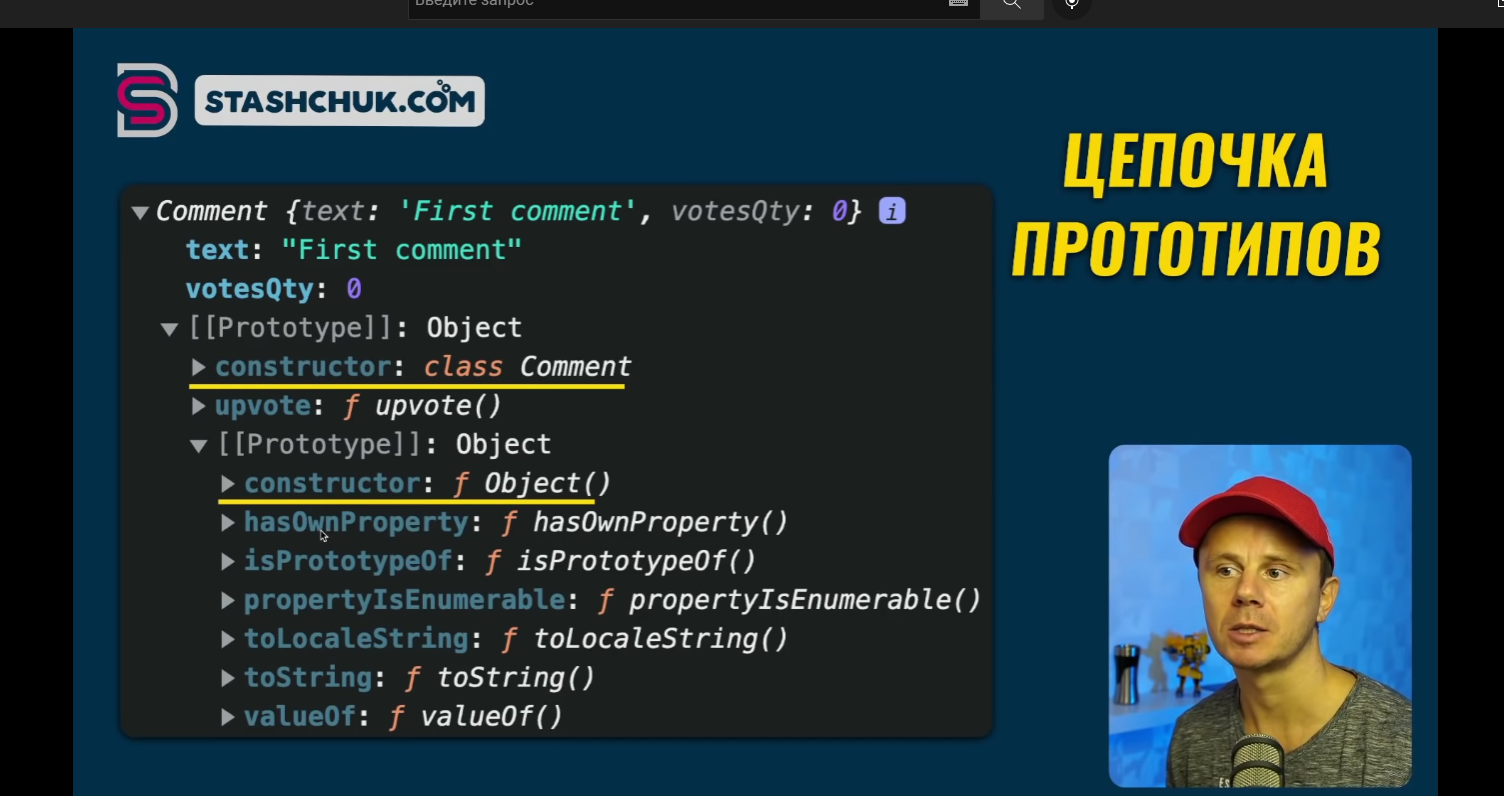 Введите запрос
STASHCHUK.COM
ЦЕПОЧКА
ПРОТОТИПОВ
Comment {text: 'First comment', votesQty: 0} i
text: "First comment"
votesQty: 0
[[Prototype]]: Object
constructor: class Comment
upvote: ƒ upvote()
[[Prototype]]: Object
constructor: ƒ Object()
hasOwnProperty: ƒ hasOwnProperty()
isPrototypeOf: ƒ isPrototypeOf()
propertyIsEnumerable: ƒ propertyIsEnumerable()
toLocaleString: ƒ toLocaleString()
toString: ƒ toString()
valueOf: ƒ valueOf()